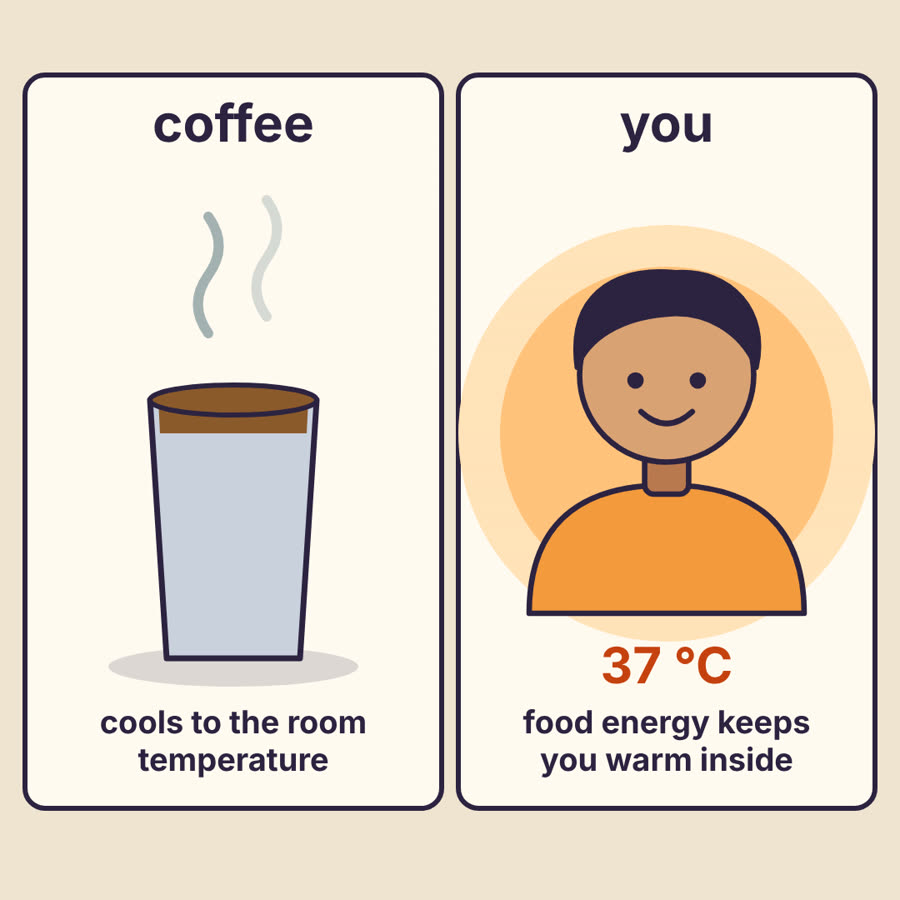 coffee
cools to the room
temperature
you
37 °C
food energy keeps
you warm inside